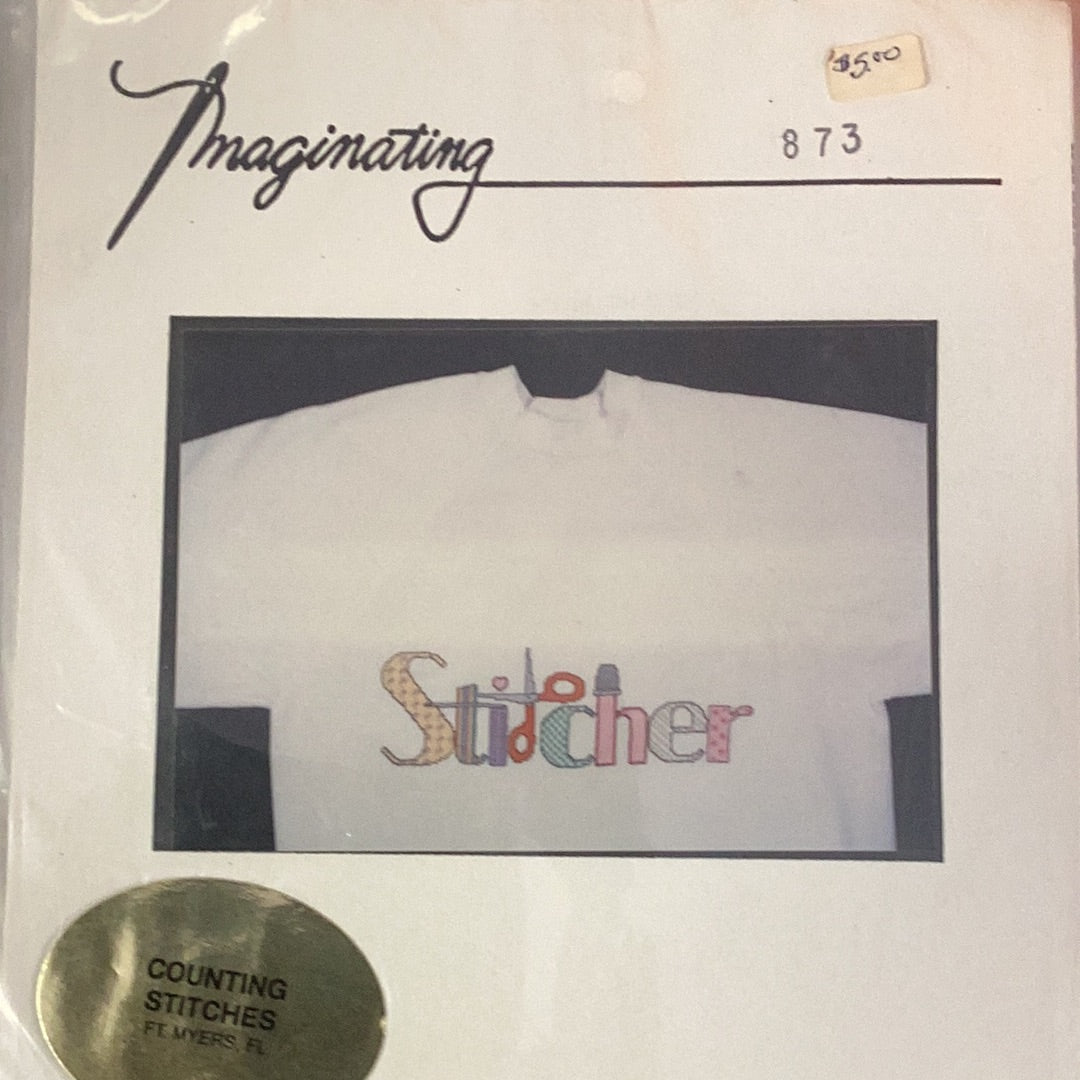 $5.00
Imaginating
873
Stitcher
COUNTING
STITCHES
FT. MYERS, FL